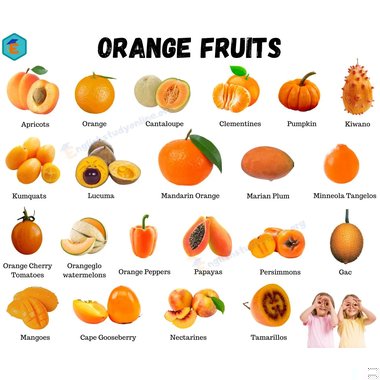 ORANGE FRUITS
Apricots
Orange
Cantaloupe
Clementines
Pumpkin
Kiwano
Kumquats
Lucuma
Mandarin Orange
Marian Plum
Minneola Tangelos
Orange Cherry
Tomatoes
Orangeglo
watermelons
Orange Peppers
Papayas
Persimmons
Gac
Mangoes
Cape Gooseberry
Nectarines
Tamarillos